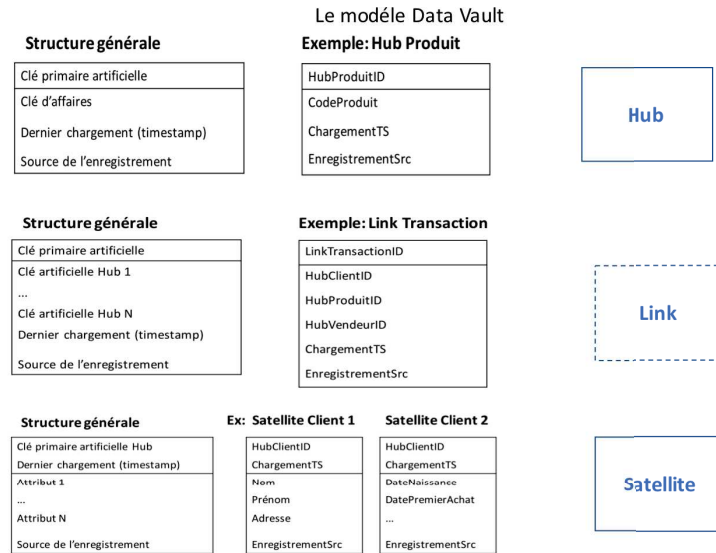 Le modéle Data Vault
Structure générale
Clé primaire artificielle
Clé d'affaires
Dernier chargement (timestamp)
Source de l'enregistrement
Exemple: Hub Produit
HubProduitID
CodeProduit
ChargementTS
EnregistrementSrc
Hub
Structure générale
Clé primaire artificielle
Clé artificielle Hub 1
...
Clé artificielle Hub N
Dernier chargement (timestamp)
Source de l'enregistrement
Exemple: Link Transaction
LinkTransactionID
HubClientID
HubProduitID
HubVendeurID
ChargementTS
EnregistrementSrc
Link
Structure générale
Clé primaire artificielle Hub
Dernier chargement (timestamp)
Attribut 1
...
Attribut N
Source de l'enregistrement
Ex: Satellite Client 1
HubClientID
ChargementTS
Nom
Prénom
Adresse
EnregistrementSrc
Satellite Client 2
HubClientID
ChargementTS
DateNaissance
DatePremierAchat
...
EnregistrementSrc
Satellite